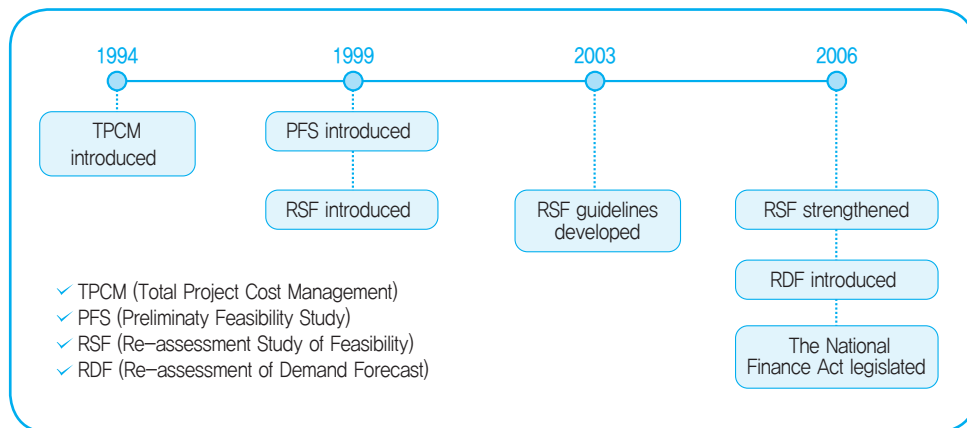 1994
1999
2003
2006
TPCM
introduced
PFS introduced
RSF introduced
RSF guidelines
developed
RSF strengthened
RDF introduced
The National
Finance Act legislated
✓ TPCM (Total Project Cost Management)
✓ PFS (Preliminaty Feasibility Study)
✓ RSF (Re-assessment Study of Feasibility)
✓ RDF (Re-assessment of Demand Forecast)